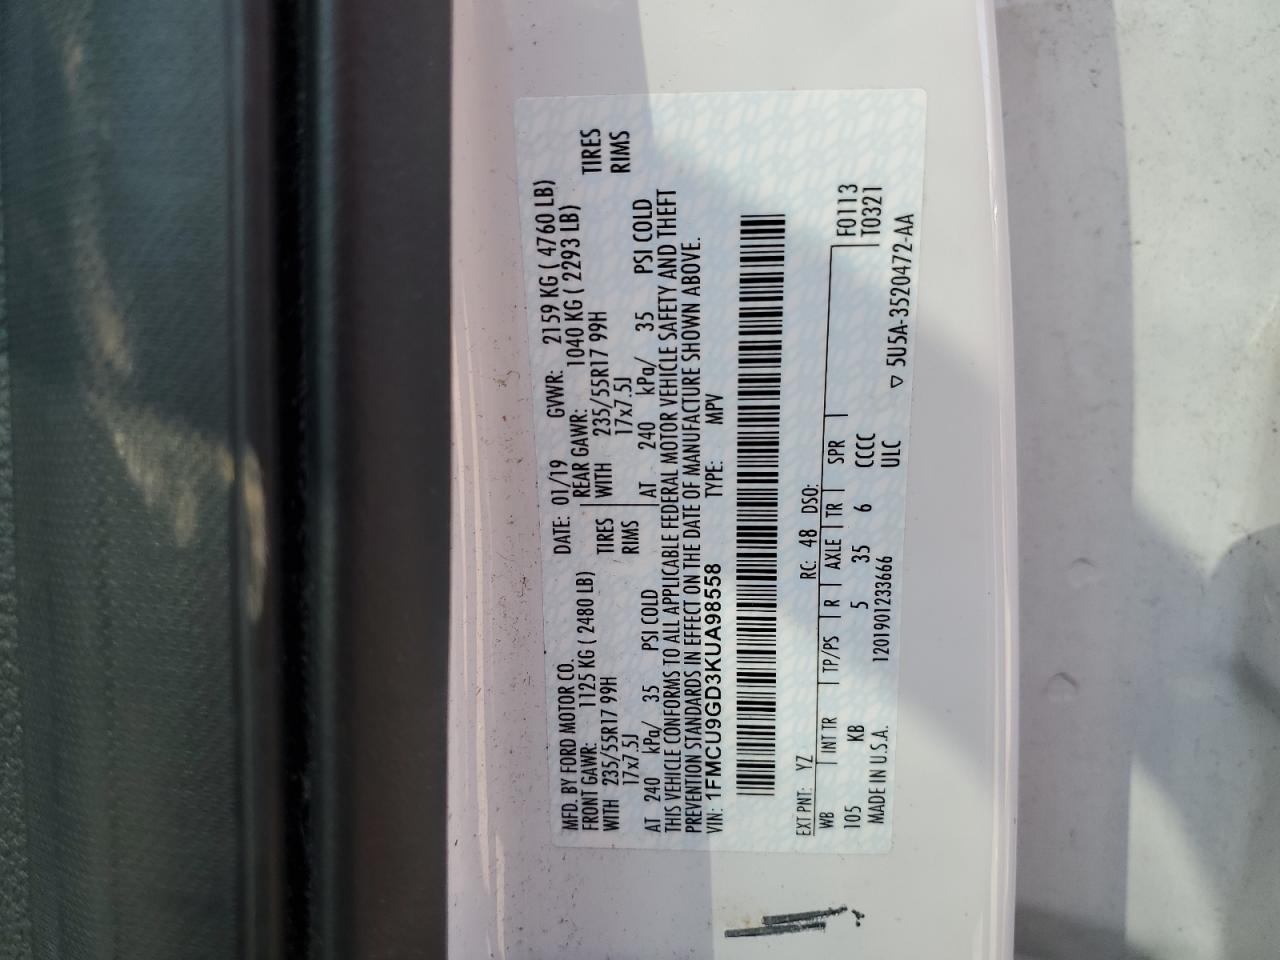 MFD. BY FORD MOTOR CO. DATE: 01/19 GVWR: 2159 KG ( 4760 LB)
FRONT GAWR: 1125 KG ( 2480 LB) REAR GAWR: 1040 KG ( 2293 LB)
WITH 235/55R17 99H TIRES WITH 235/55R17 99H TIRES
17x7.5J RIMS 17x7.5J RIMS
AT 240 kPa/ 35 PSI COLD AT 240 kPa/ 35 PSI COLD
THIS VEHICLE CONFORMS TO ALL APPLICABLE FEDERAL MOTOR VEHICLE SAFETY AND THEFT
PREVENTION STANDARDS IN EFFECT ON THE DATE OF MANUFACTURE SHOWN ABOVE.
VIN: 1FMCU9GD3KUA98558 TYPE: MPV
EXT PNT: YZ RC: 48 DSO:
WB INT TR TP/PS R AXLE TR SPR F0113
105 KB 5 35 6 CCCC T0321
MADE IN U.S.A. 1201901233666 ULC ▽ 5U5A-3520472-AA